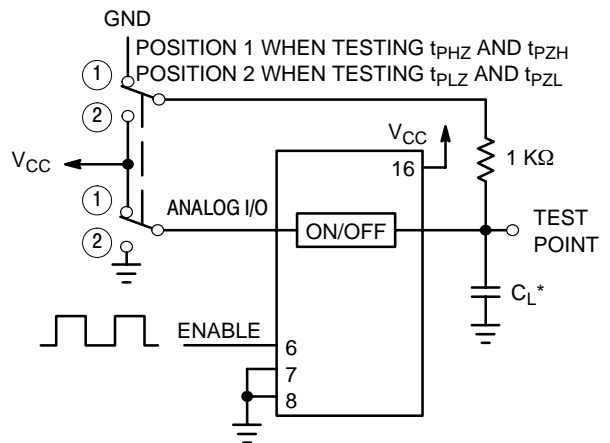 GND
POSITION 1 WHEN TESTING tPHZ AND tPZH
POSITION 2 WHEN TESTING tPLZ AND tPZL
1
2
VCC
VCC
16
1 KΩ
1
2
ANALOG I/O
ON/OFF
TEST
POINT
CL*
ENABLE
6
7
8